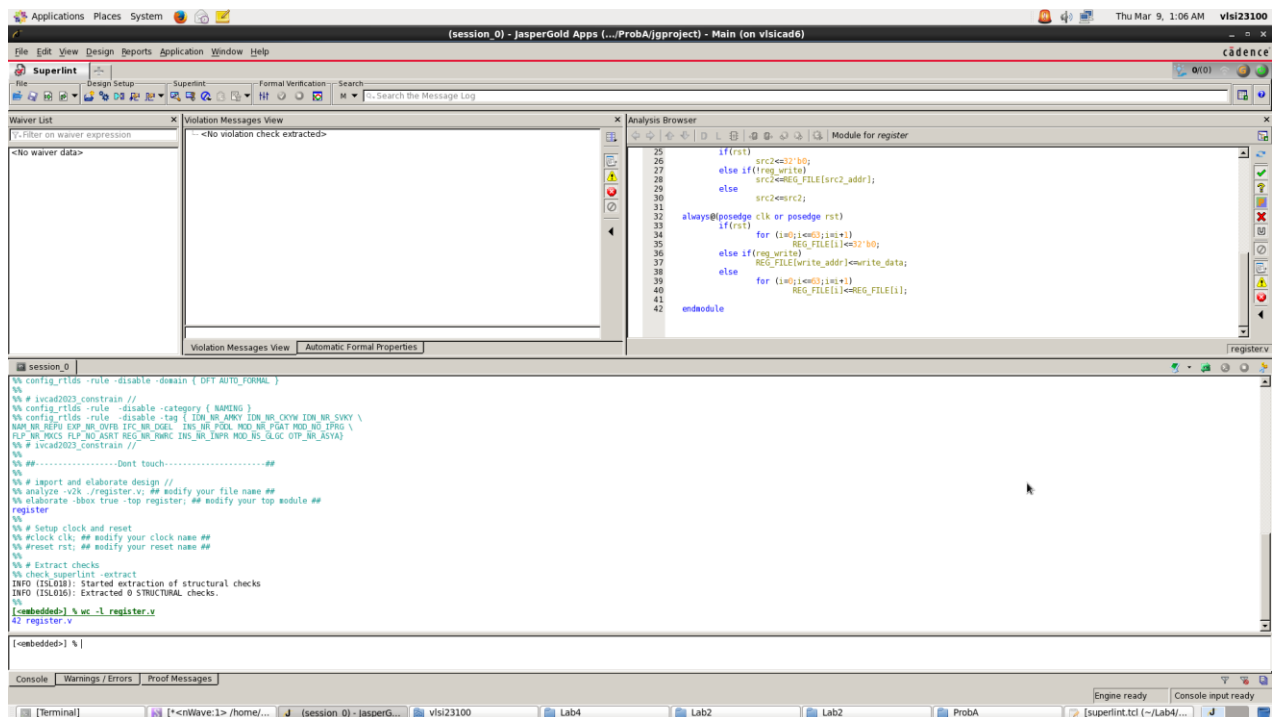 Applications Places System Thu Mar 9, 1:06 AM vlsi23100
(session_0) - JasperGold Apps (.../ProbA/jgproject) - Main (on vlsicad6)
File Edit View Design Reports Application Window Help cādence
Superlint 0/(0)
File Design Setup Superlint Formal Verification Search
M Search the Message Log
Waiver List Violation Messages View Analysis Browser
Filter on waiver expression <No violation check extracted> Module for register
<No waiver data>
25 if(rst)
26 src2<=32'b0;
27 else if(!reg_write)
28 src2<=REG_FILE[src2_addr];
29 else
30 src2<=src2;
31
32 always@(posedge clk or posedge rst)
33 if(rst)
34 for (i=0;i<=63;i=i+1)
35 REG_FILE[i]<=32'b0;
36 else if(reg_write)
37 REG_FILE[write_addr]<=write_data;
38 else
39 for (i=0;i<=63;i=i+1)
40 REG_FILE[i]<=REG_FILE[i];
41
42 endmodule
Violation Messages View Automatic Formal Properties register.v
session_0
%% config_rtlds -rule -disable -domain { DFT AUTO_FORMAL }
%%
%% # ivcad2023_constrain //
%% config_rtlds -rule -disable -category { NAMING }
%% config_rtlds -rule -disable -tag { IDN_NR_AMKY IDN_NR_CKYW IDN_NR_SVKY \
NAM_NR_REPU EXP_NR_OVFB IFC_NR_DGEL INS_NR_PODL MOD_NR_PGAT MOD_NO_IPRG \
FLP_NR_MXCS FLP_NO_ASRT REG_NR_RWRC INS_NR_INPR MOD_NS_GLGC OTP_NR_ASYA}
%% # ivcad2023_constrain //
%%
%% ##------------------Dont touch----------------------##
%%
%% # import and elaborate design //
%% analyze -v2k ./register.v; ## modify your file name ##
%% elaborate -bbox true -top register; ## modify your top module ##
register
%%
%% # Setup clock and reset
%% #clock clk; ## modify your clock name ##
%% #reset rst; ## modify your reset name ##
%%
%% # Extract checks
%% check_superlint -extract
INFO (ISL018): Started extraction of structural checks
INFO (ISL016): Extracted 0 STRUCTURAL checks.
%%
[<embedded>] % wc -l register.v
42 register.v
[<embedded>] %
Console Warnings / Errors Proof Messages
Engine ready Console input ready
[Terminal] [*<nWave:1> /home/... (session_0) - JasperG... vlsi23100 Lab4 Lab2 Lab2 ProbA [superlint.tcl (~/Lab4/... J